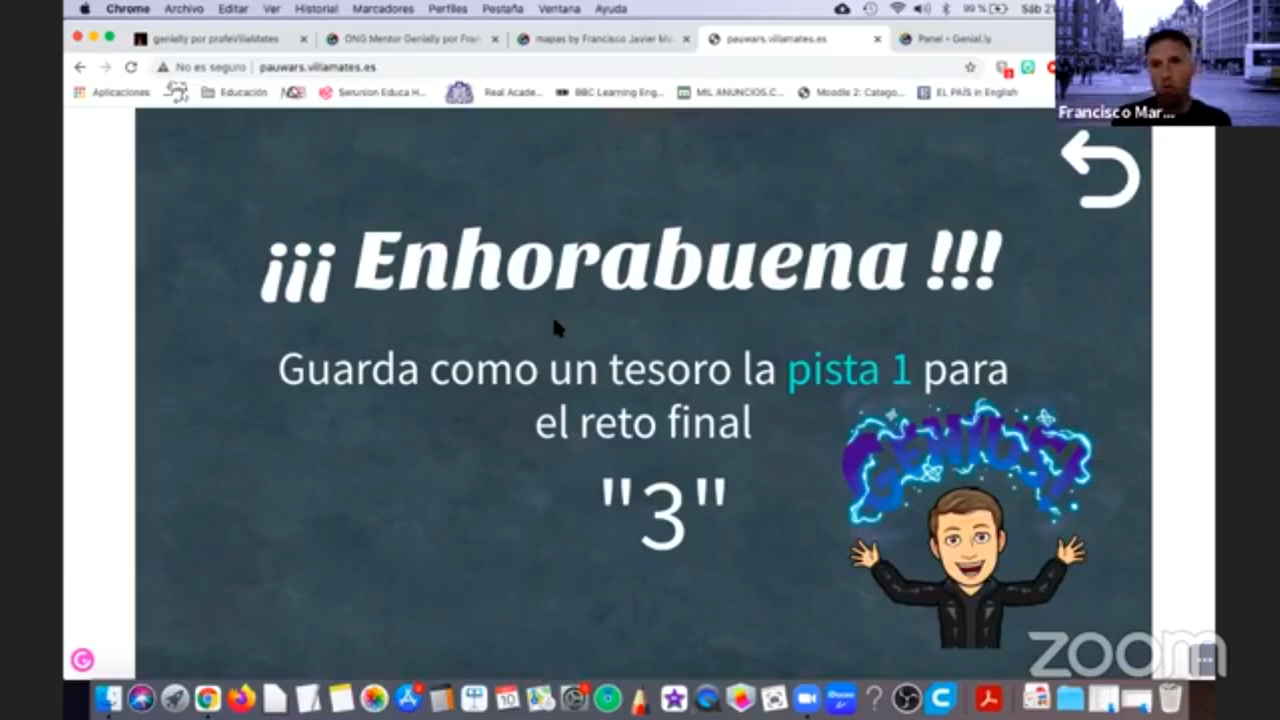 Chrome Archivo Editar Ver Historial Marcadores Perfiles Pestaña Ventana Ayuda 99 % Sáb 2
genially por profeVillaMates
ONG Mentor Genially por Fran
mapas by Francisco Javier Ma
pauwars.villamates.es
Panel - Genial.ly
No es seguro | pauwars.villamates.es
Aplicaciones Educación Serunion Educa H... Real Acade... BBC Learning Eng... MIL ANUNCIOS.C... Moodle 2: Catego... EL PAÍS in English
Francisco Mar...
¡¡¡ Enhorabuena !!!
Guarda como un tesoro la pista 1 para
el reto final
"3"
GENIUS!
zoom